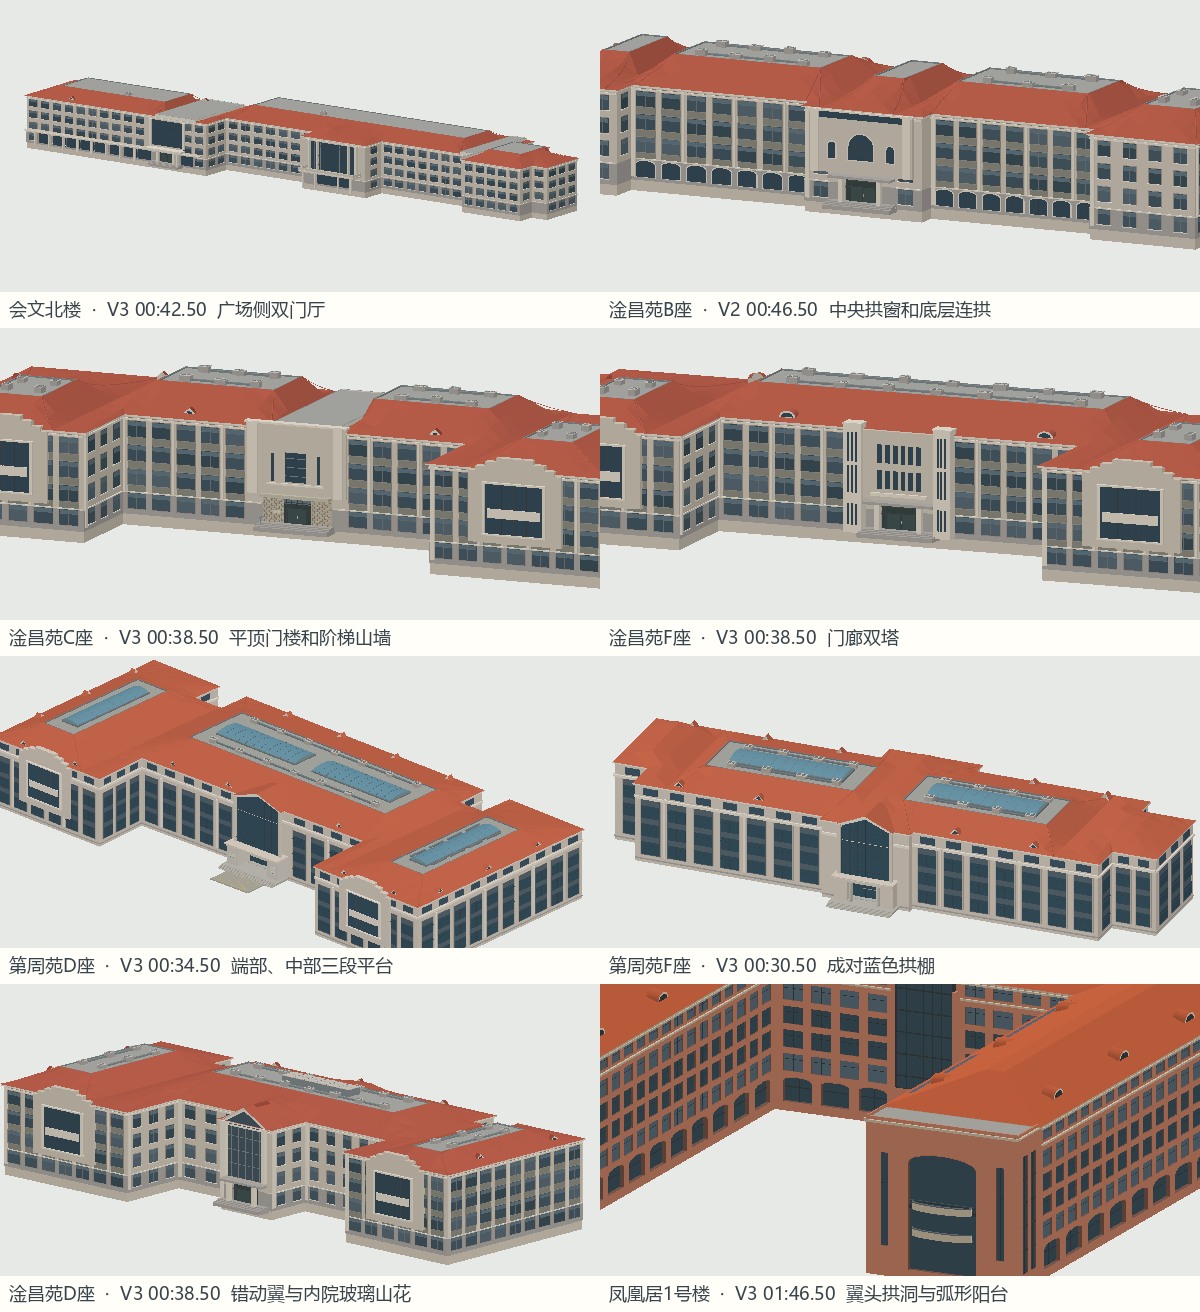 会文北楼 · V3 00:42.50 广场侧双门厅
淦昌苑B座 · V2 00:46.50 中央拱窗和底层连拱
淦昌苑C座 · V3 00:38.50 平顶门楼和阶梯山墙
淦昌苑F座 · V3 00:38.50 门廊双塔
第周苑D座 · V3 00:34.50 端部、中部三段平台
第周苑F座 · V3 00:30.50 成对蓝色拱棚
淦昌苑D座 · V3 00:38.50 错动翼与内院玻璃山花
凤凰居1号楼 · V3 01:46.50 翼头拱洞与弧形阳台